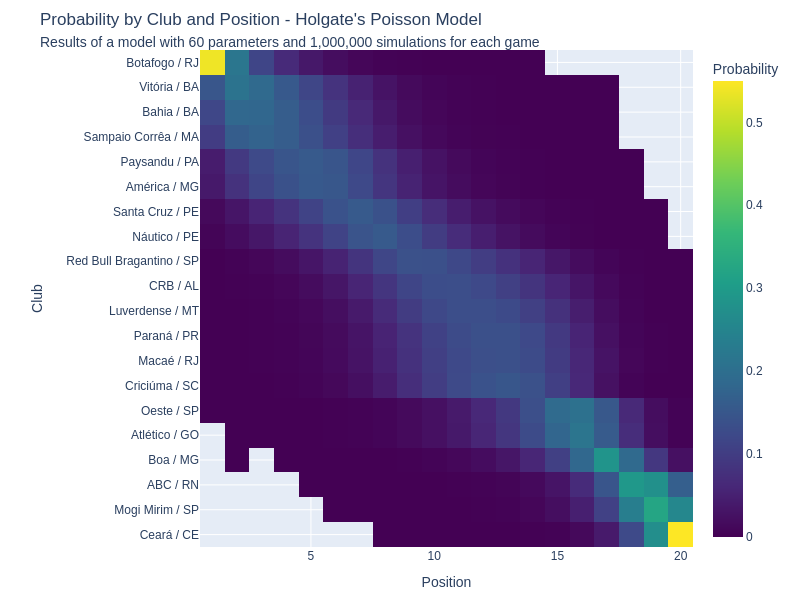 Probability by Club and Position - Holgate's Poisson Model
Results of a model with 60 parameters and 1,000,000 simulations for each game
Botafogo / RJ
Vitória / BA
Bahia / BA
Sampaio Corrêa / MA
Paysandu / PA
América / MG
Santa Cruz / PE
Náutico / PE
Red Bull Bragantino / SP
CRB / AL
Luverdense / MT
Paraná / PR
Macaé / RJ
Criciúma / SC
Oeste / SP
Atlético / GO
Boa / MG
ABC / RN
Mogi Mirim / SP
Ceará / CE
Club
5
10
15
20
Position
Probability
0.5
0.4
0.3
0.2
0.1
0